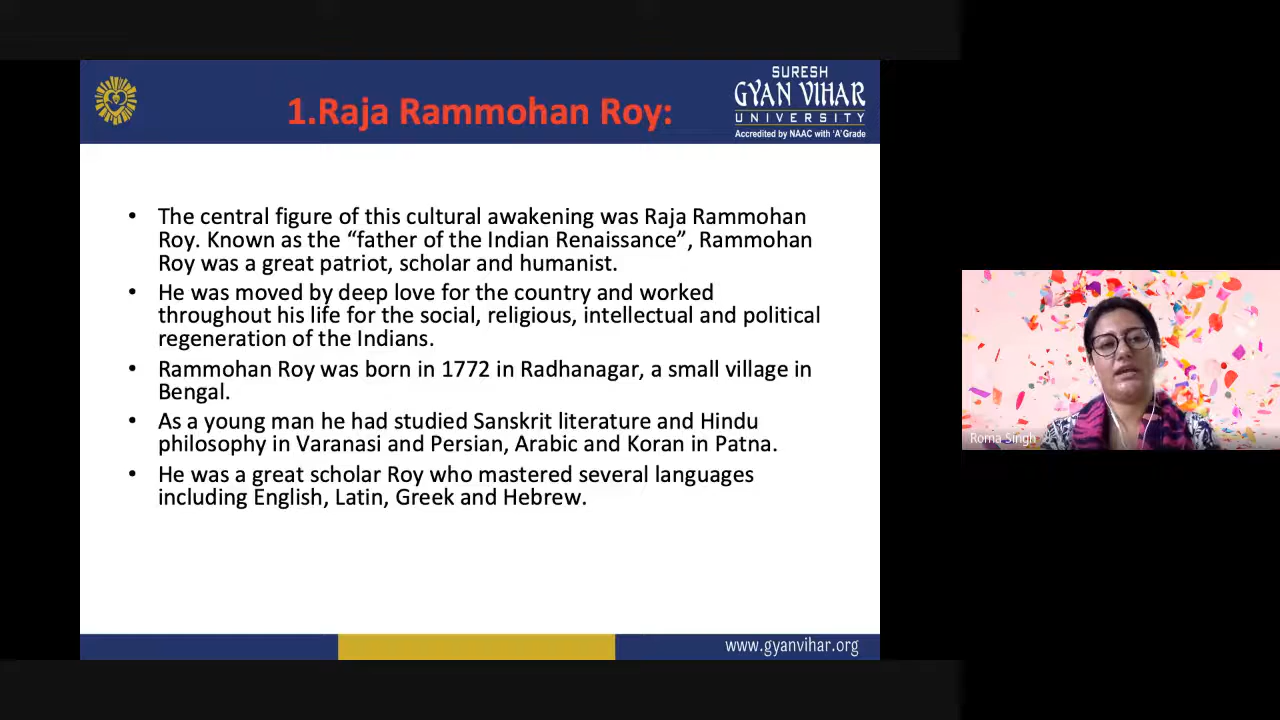 1.Raja Rammohan Roy:
SURESH
GYAN VIHAR
UNIVERSITY
Accredited by NAAC with 'A' Grade
• The central figure of this cultural awakening was Raja Rammohan
Roy. Known as the “father of the Indian Renaissance”, Rammohan
Roy was a great patriot, scholar and humanist.
• He was moved by deep love for the country and worked
throughout his life for the social, religious, intellectual and political
regeneration of the Indians.
• Rammohan Roy was born in 1772 in Radhanagar, a small village in
Bengal.
• As a young man he had studied Sanskrit literature and Hindu
philosophy in Varanasi and Persian, Arabic and Koran in Patna.
• He was a great scholar Roy who mastered several languages
including English, Latin, Greek and Hebrew.
www.gyanvihar.org
Roma Singh